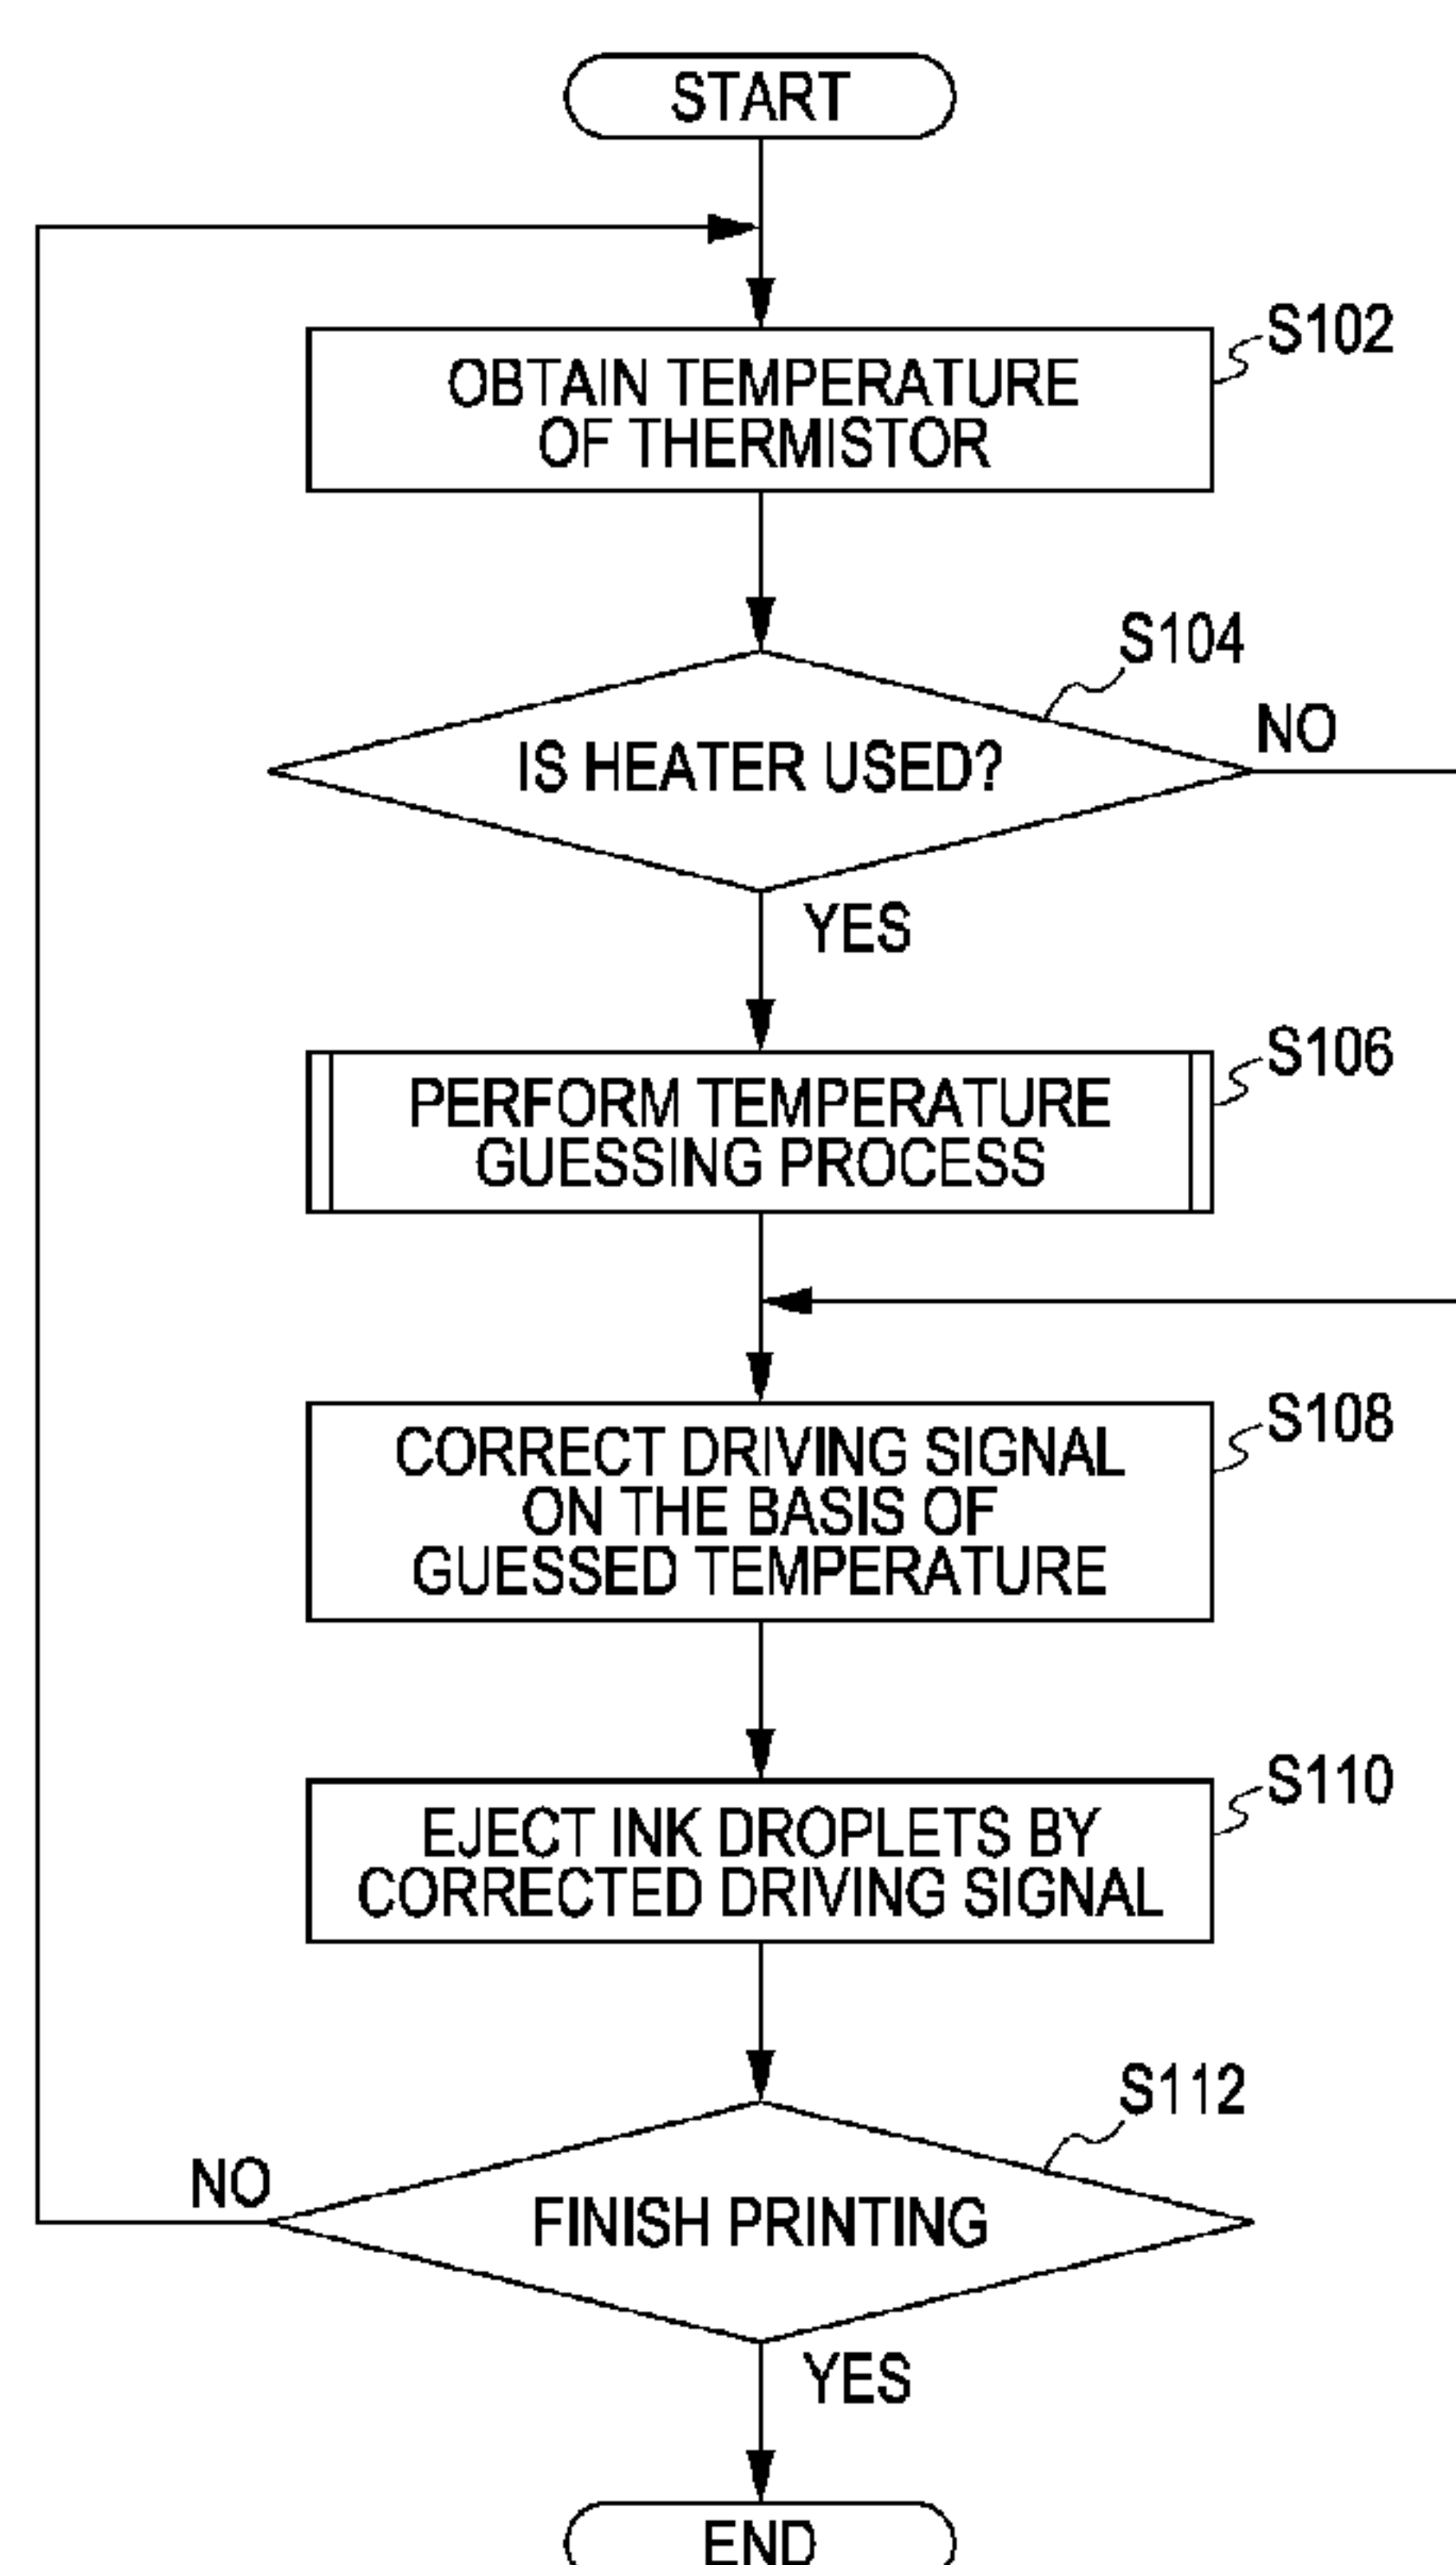 START
OBTAIN TEMPERATURE
OF THERMISTOR
S102
S104
IS HEATER USED?
NO
YES
PERFORM TEMPERATURE
GUESSING PROCESS
S106
CORRECT DRIVING SIGNAL
ON THE BASIS OF
GUESSED TEMPERATURE
S108
EJECT INK DROPLETS BY
CORRECTED DRIVING SIGNAL
S110
S112
FINISH PRINTING
NO
YES
END